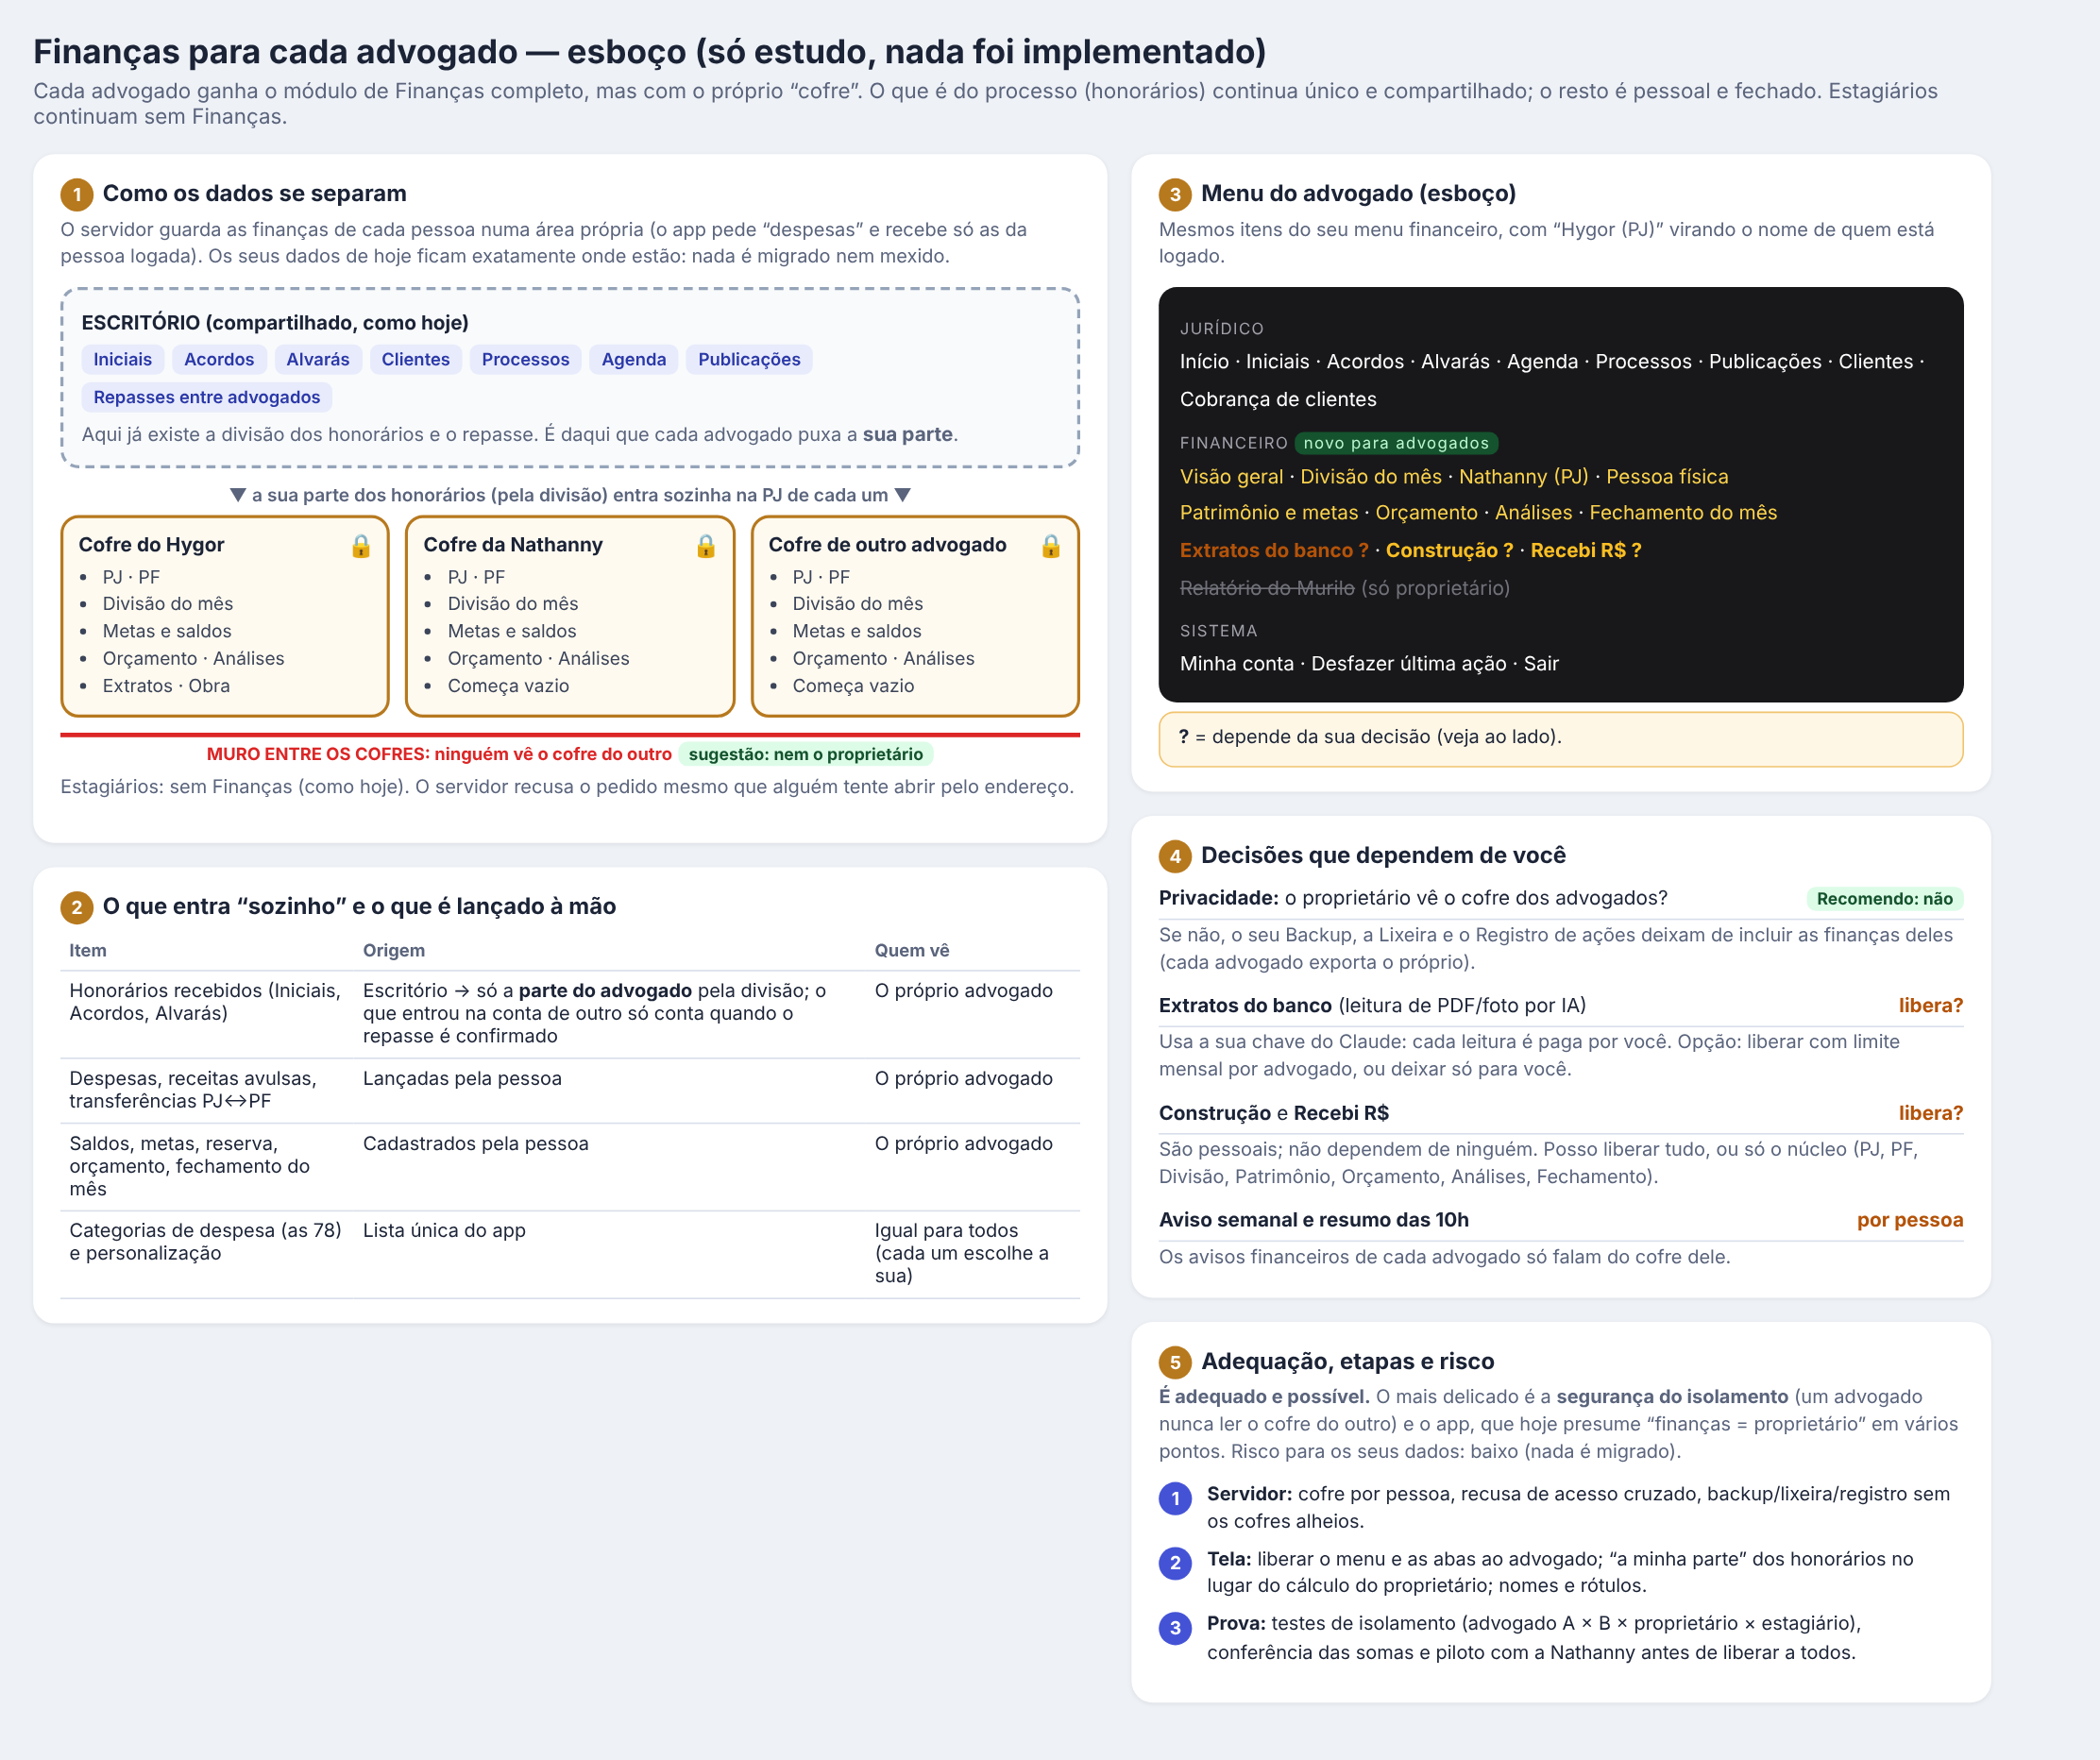 Finanças para cada advogado — esboço (só estudo, nada foi implementado)
Cada advogado ganha o módulo de Finanças completo, mas com o próprio “cofre”. O que é do processo (honorários) continua único e compartilhado; o resto é pessoal e fechado. Estagiários
continuam sem Finanças.
1 Como os dados se separam
O servidor guarda as finanças de cada pessoa numa área própria (o app pede “despesas” e recebe só as da
pessoa logada). Os seus dados de hoje ficam exatamente onde estão: nada é migrado nem mexido.
ESCRITÓRIO (compartilhado, como hoje)
Iniciais Acordos Alvarás Clientes Processos Agenda Publicações
Repasses entre advogados
Aqui já existe a divisão dos honorários e o repasse. É daqui que cada advogado puxa a sua parte.
▼ a sua parte dos honorários (pela divisão) entra sozinha na PJ de cada um ▼
Cofre do Hygor 🔒
• PJ · PF
• Divisão do mês
• Metas e saldos
• Orçamento · Análises
• Extratos · Obra
Cofre da Nathanny 🔒
• PJ · PF
• Divisão do mês
• Metas e saldos
• Orçamento · Análises
• Começa vazio
Cofre de outro advogado 🔒
• PJ · PF
• Divisão do mês
• Metas e saldos
• Orçamento · Análises
• Começa vazio
MURO ENTRE OS COFRES: ninguém vê o cofre do outro sugestão: nem o proprietário
Estagiários: sem Finanças (como hoje). O servidor recusa o pedido mesmo que alguém tente abrir pelo endereço.
2 O que entra “sozinho” e o que é lançado à mão
Item Origem Quem vê
Honorários recebidos (Iniciais, Escritório → só a parte do advogado pela divisão; o O próprio advogado
Acordos, Alvarás) que entrou na conta de outro só conta quando o
repasse é confirmado
Despesas, receitas avulsas, Lançadas pela pessoa O próprio advogado
transferências PJ↔PF
Saldos, metas, reserva, Cadastrados pela pessoa O próprio advogado
orçamento, fechamento do
mês
Categorias de despesa (as 78) Lista única do app Igual para todos
e personalização (cada um escolhe a
sua)
3 Menu do advogado (esboço)
Mesmos itens do seu menu financeiro, com “Hygor (PJ)” virando o nome de quem está
logado.
JURÍDICO
Início · Iniciais · Acordos · Alvarás · Agenda · Processos · Publicações · Clientes ·
Cobrança de clientes
FINANCEIRO novo para advogados
Visão geral · Divisão do mês · Nathanny (PJ) · Pessoa física
Patrimônio e metas · Orçamento · Análises · Fechamento do mês
Extratos do banco ? · Construção ? · Recebi R$ ?
Relatório do Murilo (só proprietário)
SISTEMA
Minha conta · Desfazer última ação · Sair
? = depende da sua decisão (veja ao lado).
4 Decisões que dependem de você
Privacidade: o proprietário vê o cofre dos advogados? Recomendo: não
Se não, o seu Backup, a Lixeira e o Registro de ações deixam de incluir as finanças deles
(cada advogado exporta o próprio).
Extratos do banco (leitura de PDF/foto por IA) libera?
Usa a sua chave do Claude: cada leitura é paga por você. Opção: liberar com limite
mensal por advogado, ou deixar só para você.
Construção e Recebi R$ libera?
São pessoais; não dependem de ninguém. Posso liberar tudo, ou só o núcleo (PJ, PF,
Divisão, Patrimônio, Orçamento, Análises, Fechamento).
Aviso semanal e resumo das 10h por pessoa
Os avisos financeiros de cada advogado só falam do cofre dele.
5 Adequação, etapas e risco
É adequado e possível. O mais delicado é a segurança do isolamento (um advogado
nunca ler o cofre do outro) e o app, que hoje presume “finanças = proprietário” em vários
pontos. Risco para os seus dados: baixo (nada é migrado).
1 Servidor: cofre por pessoa, recusa de acesso cruzado, backup/lixeira/registro sem
os cofres alheios.
2 Tela: liberar o menu e as abas ao advogado; “a minha parte” dos honorários no
lugar do cálculo do proprietário; nomes e rótulos.
3 Prova: testes de isolamento (advogado A × B × proprietário × estagiário),
conferência das somas e piloto com a Nathanny antes de liberar a todos.